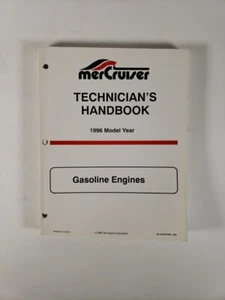 merCruiser
TECHNICIAN'S
HANDBOOK
1996 Model Year
Gasoline Engines